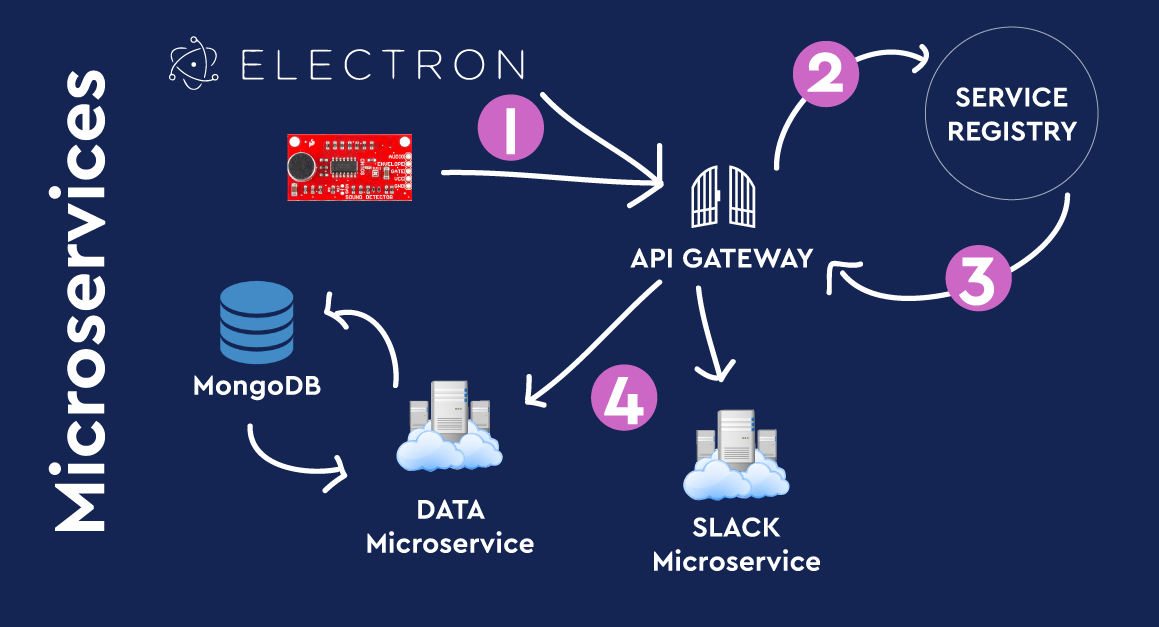 Microservices
ELECTRON
1
2
SERVICE
REGISTRY
AUDIO
ENVELOPE
GATE
VCC
GND
SOUND DETECTOR
API GATEWAY
3
MongoDB
4
DATA
Microservice
SLACK
Microservice